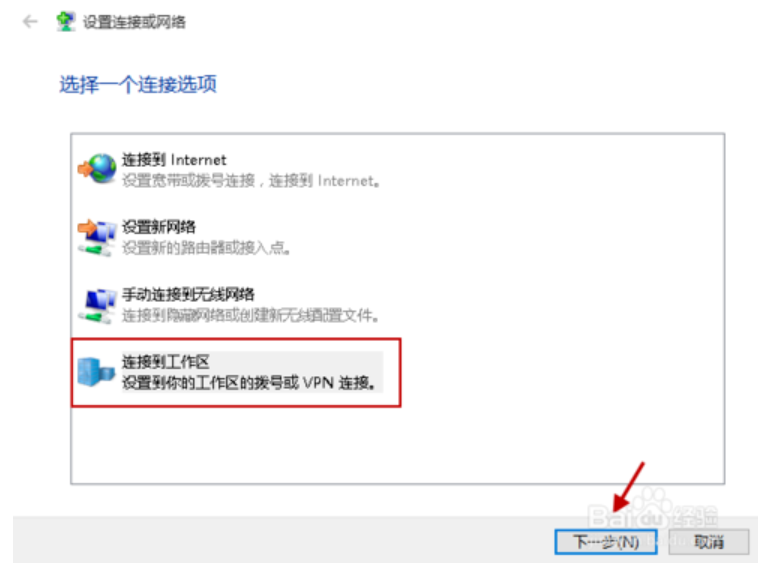 设置连接或网络
选择一个连接选项
连接到 Internet
设置宽带或拨号连接，连接到 Internet。
设置新网络
设置新的路由器或接入点。
手动连接到无线网络
连接到隐藏网络或创建新无线配置文件。
连接到工作区
设置到你的工作区的拨号或 VPN 连接。
Baidu 经验
下一步(N)
取消